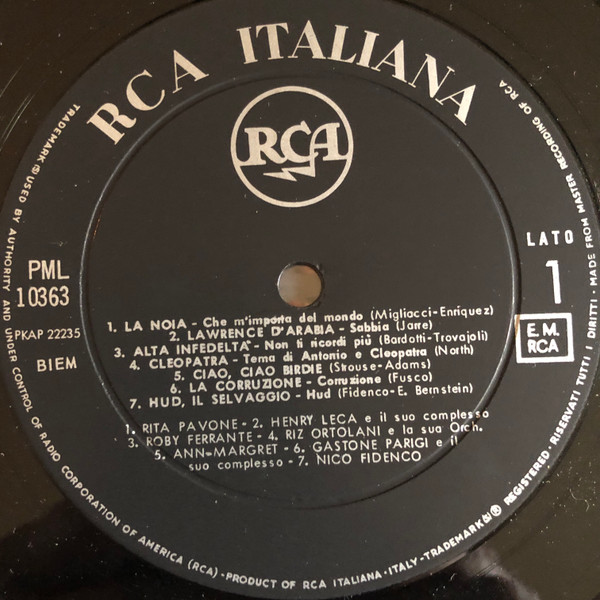 RCA ITALIANA
RCA
PML
10363
PKAP 22235
BIEM
LATO
1
E.M.
RCA
1. LA NOIA - Che m'importa del mondo (Migliacci-Enriquez)
2. LAWRENCE D'ARABIA - Sabbia (Jarre)
3. ALTA INFEDELTA' - Non ti ricordi più (Bardotti-Trovajoli)
4. CLEOPATRA - Tema di Antonio e Cleopatra (North)
5. CIAO, CIAO BIRDIE (Strouse-Adams)
6. LA CORRUZIONE - Corruzione (Fusco)
7. HUD, IL SELVAGGIO - Hud (Fidenco-E. Bernstein)
1. RITA PAVONE - 2. HENRY LECA e il suo complesso
3. ROBY FERRANTE - 4. RIZ ORTOLANI e la sua Orch.
5. ANN-MARGRET - 6. GASTONE PARIGI e il
suo complesso - 7. NICO FIDENCO
TRADEMARK ® USED BY AUTHORITY AND UNDER CONTROL OF RADIO CORPORATION OF AMERICA (RCA) - PRODUCT OF RCA ITALIANA - ITALY - TRADEMARK ® REGISTERED - RISERVATI TUTTI I DIRITTI - MADE FROM MASTER RECORDING OF RCA